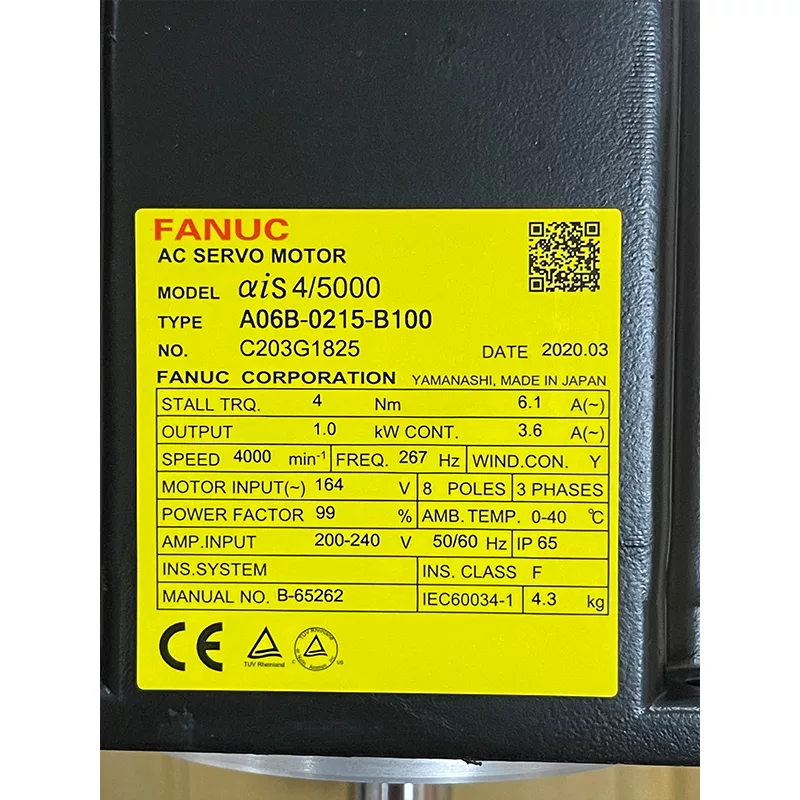 FANUC
AC SERVO MOTOR
MODEL αiS 4/5000
TYPE A06B-0215-B100
NO. C203G1825 DATE 2020.03
FANUC CORPORATION YAMANASHI, MADE IN JAPAN
STALL TRQ. 4 Nm 6.1 A(~)
OUTPUT 1.0 kW CONT. 3.6 A(~)
SPEED 4000 min-1 FREQ. 267 Hz WIND.CON. Y
MOTOR INPUT(~) 164 V 8 POLES 3 PHASES
POWER FACTOR 99 % AMB.TEMP. 0-40 ℃
AMP.INPUT 200-240 V 50/60 Hz IP 65
INS.SYSTEM INS. CLASS F
MANUAL NO. B-65262 IEC60034-1 4.3 kg
CE
TUV Rheinland
TUV Rheinland
C US